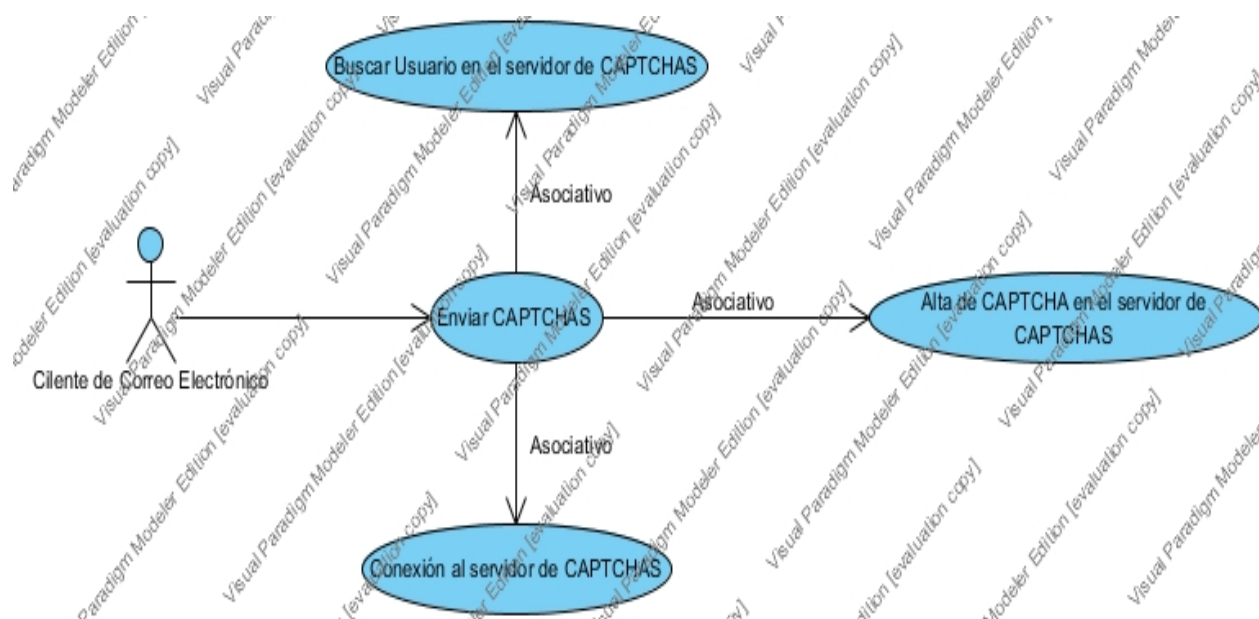 Buscar Usuario en el servidor de CAPTCHAS
Asociativo
Cilente de Correo Electrónico
Enviar CAPTCHAS
Asociativo
Alta de CAPTCHA en el servidor de
CAPTCHAS
Asociativo
Conexión al servidor de CAPTCHAS
Visual Paradigm Modeler Edition [evaluation copy]